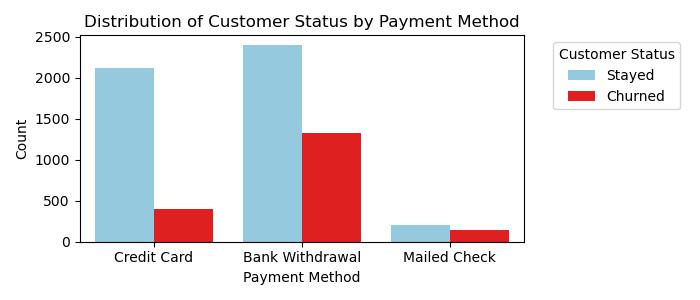 Distribution of Customer Status by Payment Method
2500
2000
1500
1000
500
0
Count
Credit Card
Bank Withdrawal
Mailed Check
Payment Method
Customer Status
Stayed
Churned